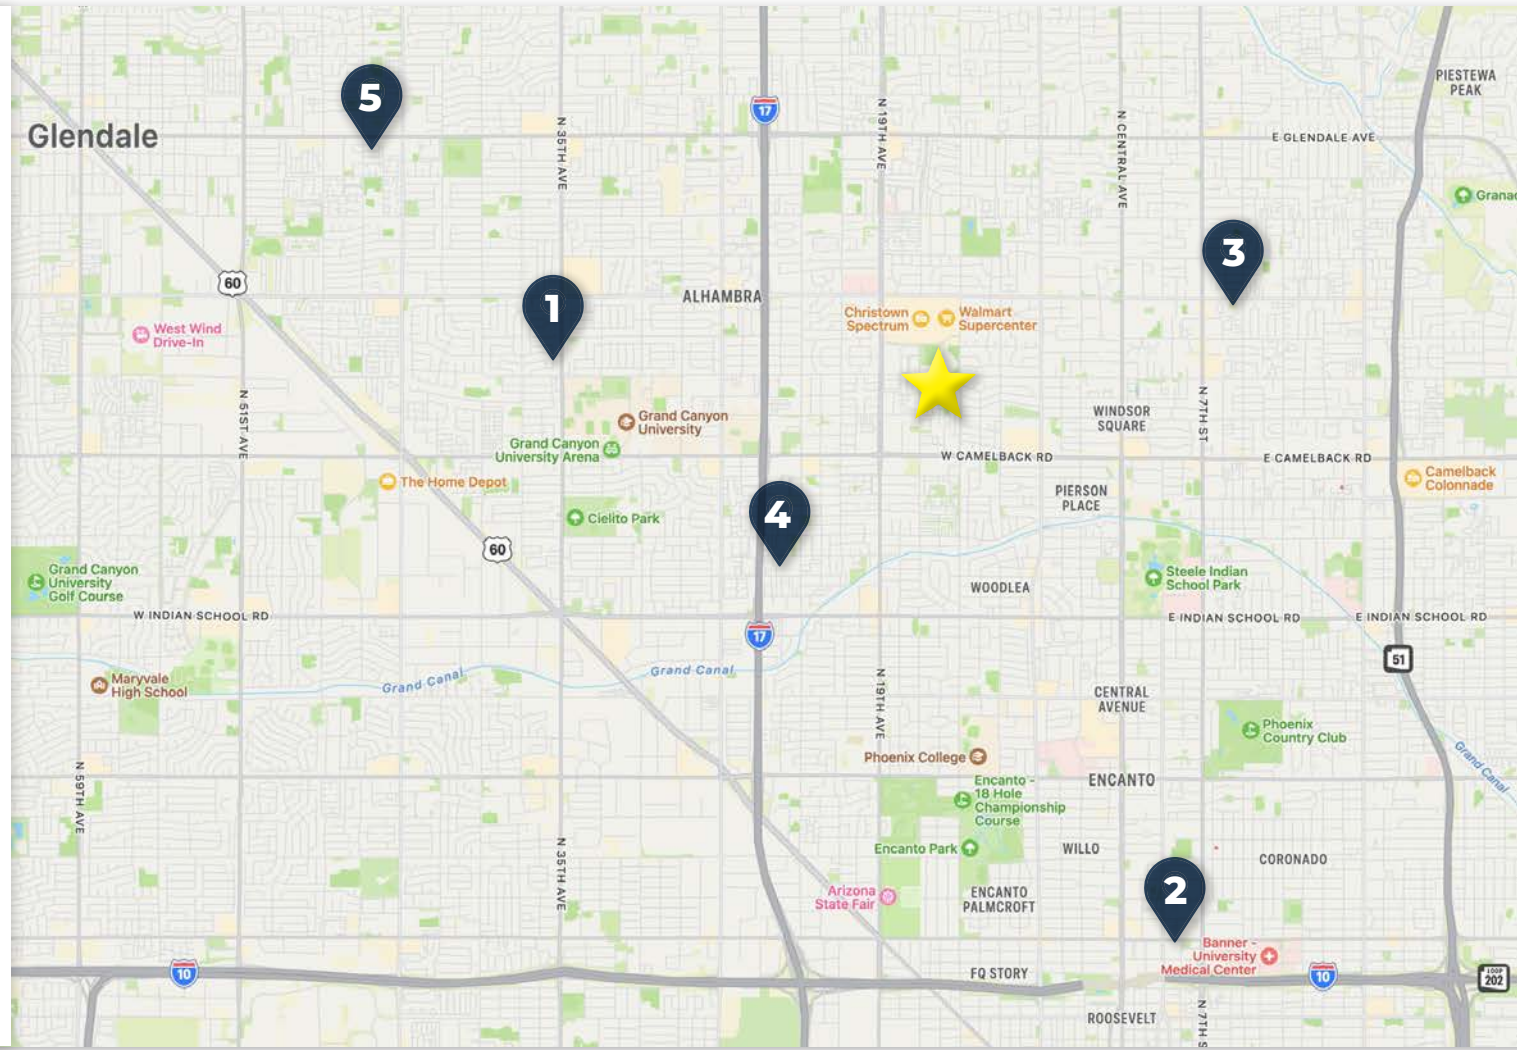 PIESTEWA
PEAK
5
17
Glendale
N 35TH AVE
N 19TH AVE
N CENTRAL AVE
E GLENDALE AVE
3
60
1
ALHAMBRA
West Wind
Drive-In
Christown
Spectrum
Walmart
Supercenter
N 51ST AVE
Grand Canyon
University
Grand Canyon
University Arena
WINDSOR
SQUARE
N 7TH ST
W CAMELBACK RD
E CAMELBACK RD
The Home Depot
Camelback
Colonnade
PIERSON
PLACE
4
Cielito Park
60
Grand Canyon
University
Golf Course
WOODLEA
Steele Indian
School Park
W INDIAN SCHOOL RD
E INDIAN SCHOOL RD
E INDIAN SCHOOL RD
17
51
Grand Canal
Grand Canal
Maryvale
High School
N 19TH AVE
CENTRAL
AVENUE
Phoenix
Country Club
Grand Canal
Phoenix College
N 59TH AVE
ENCANTO
Encanto -
18 Hole
Championship
Course
Encanto Park
WILLO
CORONADO
N 35TH AVE
Arizona
State Fair
ENCANTO
PALMCROFT
2
Banner -
University
Medical Center
10
FQ STORY
10
LOOP
202
ROOSEVELT
N 7TH S